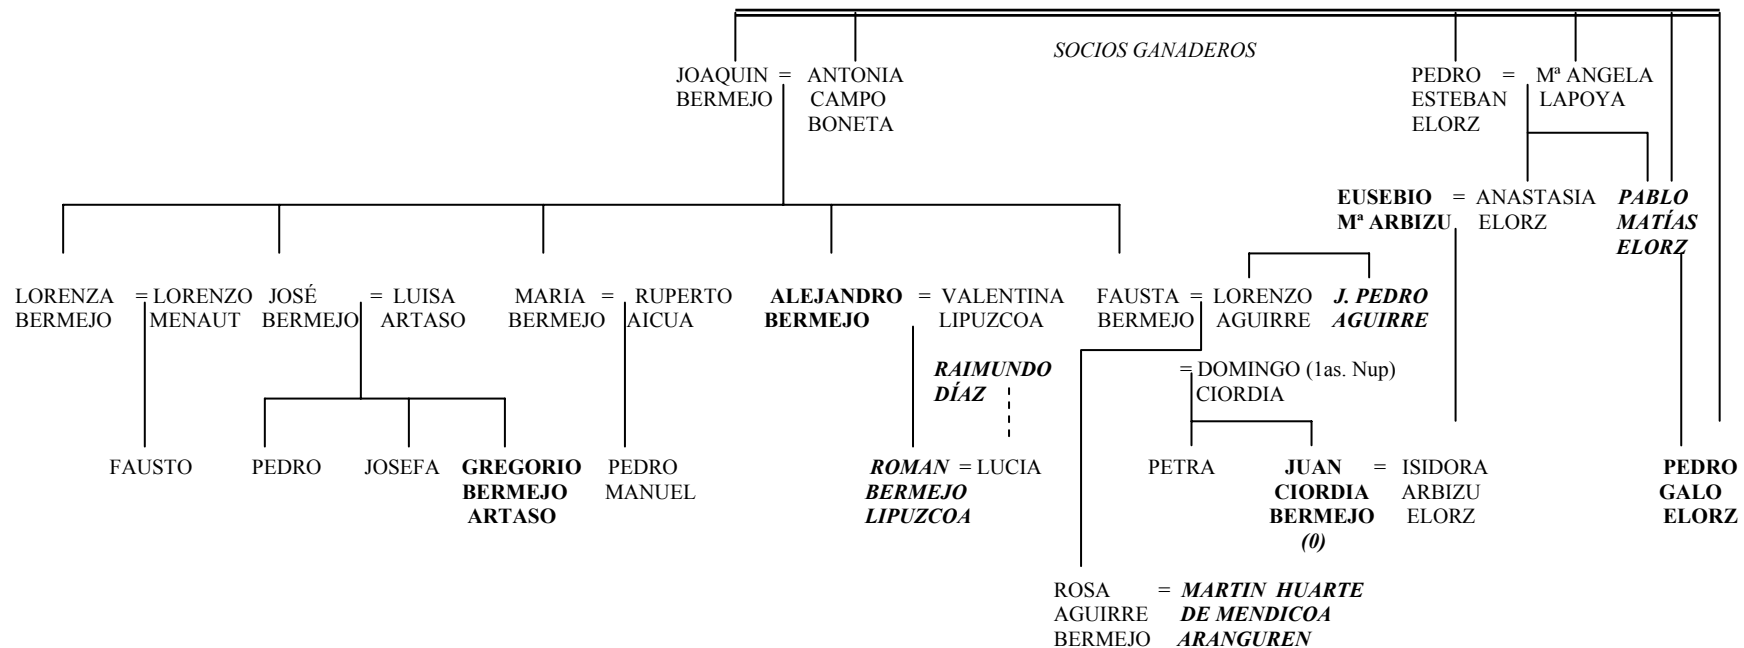 SOCIOS GANADEROS
JOAQUIN = ANTONIA
BERMEJO CAMPO
BONETA
PEDRO = Mª ANGELA
ESTEBAN LAPOYA
ELORZ
EUSEBIO = ANASTASIA PABLO
Mª ARBIZU ELORZ MATÍAS
ELORZ
LORENZA = LORENZO JOSÉ = LUISA MARIA = RUPERTO ALEJANDRO = VALENTINA FAUSTA = LORENZO J. PEDRO
BERMEJO MENAUT BERMEJO ARTASO BERMEJO AICUA BERMEJO LIPUZCOA BERMEJO AGUIRRE AGUIRRE
RAIMUNDO = DOMINGO (1as. Nup)
DÍAZ CIORDIA
FAUSTO PEDRO JOSEFA GREGORIO PEDRO ROMAN = LUCIA PETRA JUAN = ISIDORA PEDRO
BERMEJO MANUEL BERMEJO CIORDIA ARBIZU GALO
ARTASO LIPUZCOA BERMEJO ELORZ ELORZ
(0)
ROSA = MARTIN HUARTE
AGUIRRE DE MENDICOA
BERMEJO ARANGUREN